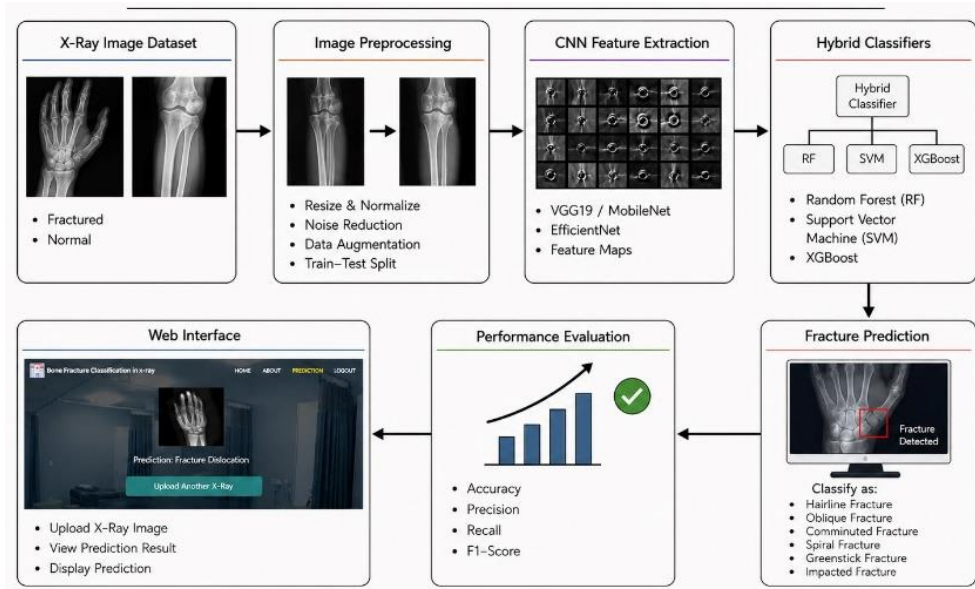 X-Ray Image Dataset
• Fractured
• Normal
Image Preprocessing
• Resize & Normalize
• Noise Reduction
• Data Augmentation
• Train–Test Split
CNN Feature Extraction
• VGG19 / MobileNet
• EfficientNet
• Feature Maps
Hybrid Classifiers
Hybrid
Classifier
RF
SVM
XGBoost
• Random Forest (RF)
• Support Vector
Machine (SVM)
• XGBoost
Web Interface
Bone Fracture Classification in x-ray
HOME ABOUT PREDICTION LOGOUT
Prediction: Fracture Dislocation
Upload Another X-Ray
• Upload X-Ray Image
• View Prediction Result
• Display Prediction
Performance Evaluation
• Accuracy
• Precision
• Recall
• F1–Score
Fracture Prediction
Fracture
Detected
Classify as:
• Hairline Fracture
• Oblique Fracture
• Comminuted Fracture
• Spiral Fracture
• Greenstick Fracture
• Impacted Fracture